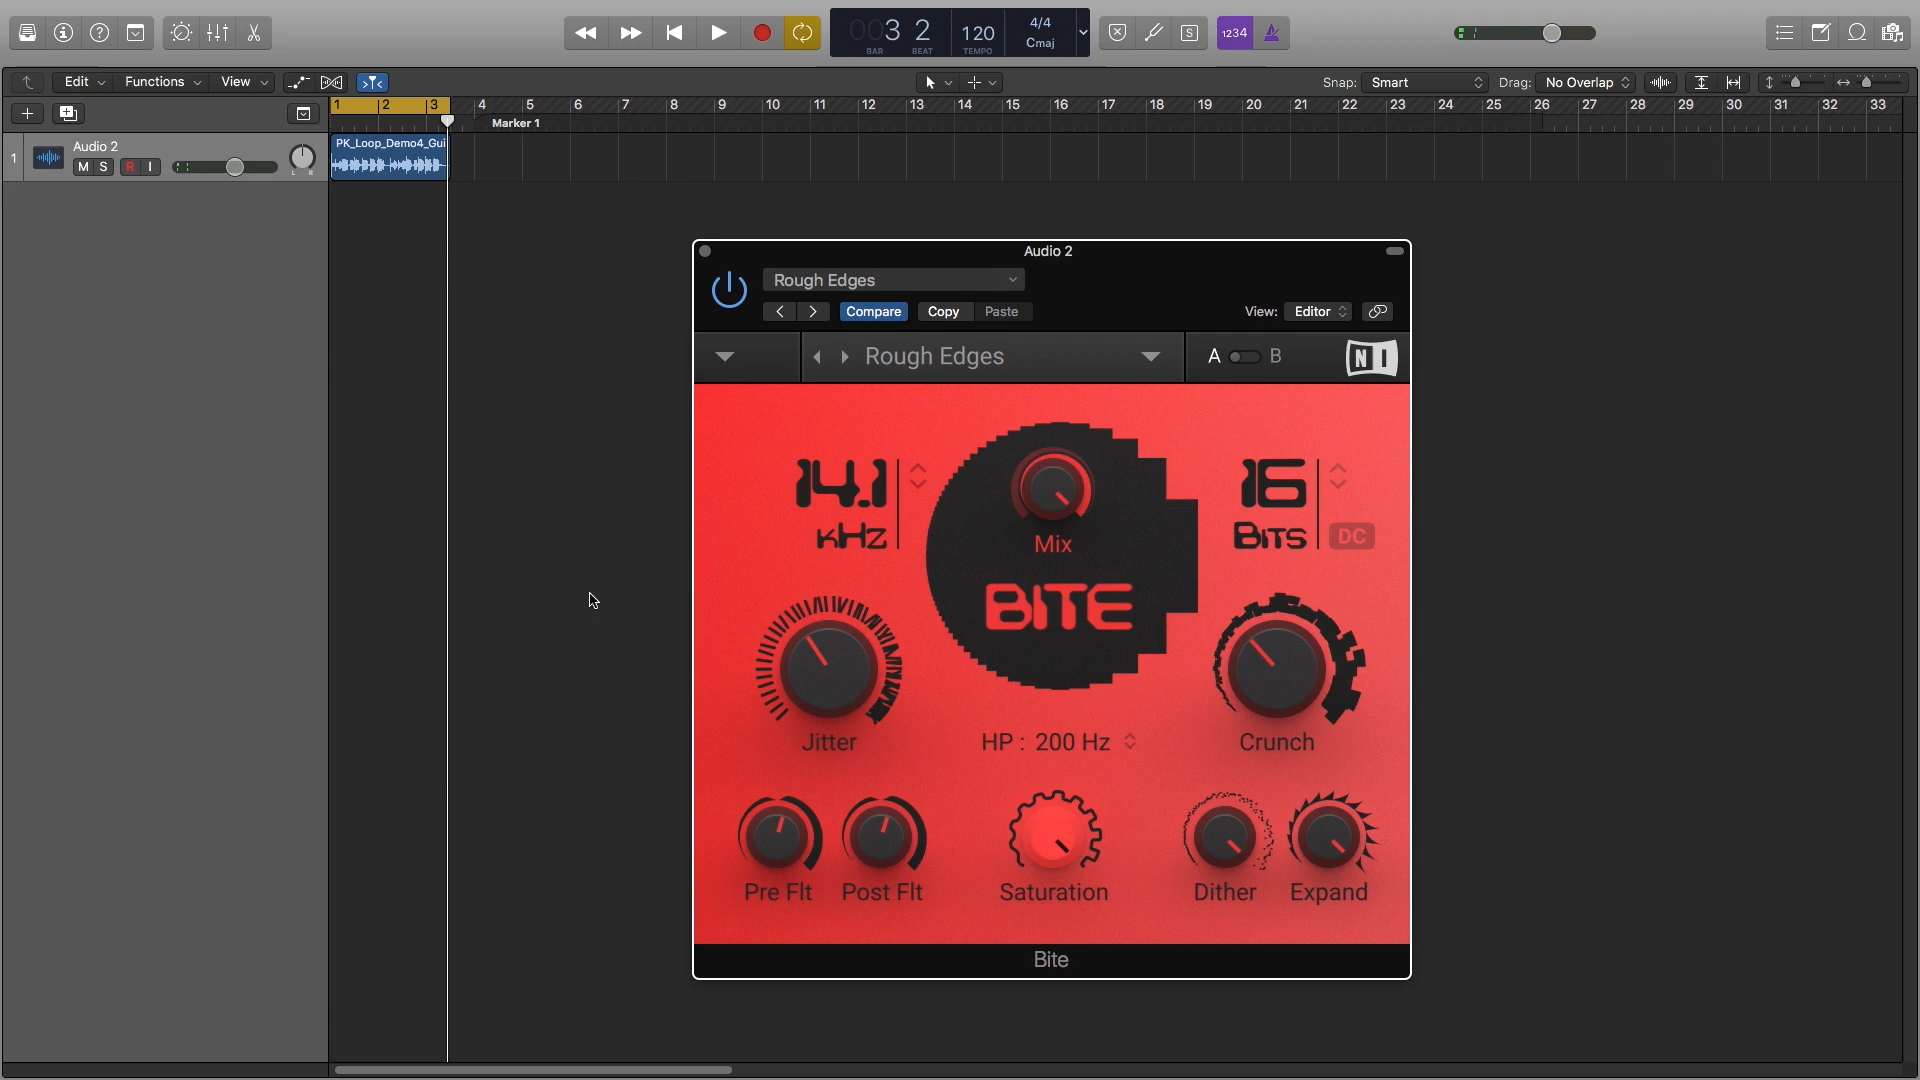 003 2 120 4/4
BAR BEAT TEMPO Cmaj
S 1234
Edit Functions View Snap: Smart Drag: No Overlap
1 2 3 4 5 6 7 8 9 10 11 12 13 14 15 16 17 18 19 20 21 22 23 24 25 26 27 28 29 30 31 32 33
Marker 1
1 Audio 2
M S R I L R
PK_Loop_Demo4_Gui
Audio 2
Rough Edges
Compare Copy Paste View: Editor
Rough Edges A B NI
14.1 kHz
Mix
16 Bits DC
BITE
Jitter HP : 200 Hz Crunch
Pre Flt Post Flt Saturation Dither Expand
Bite